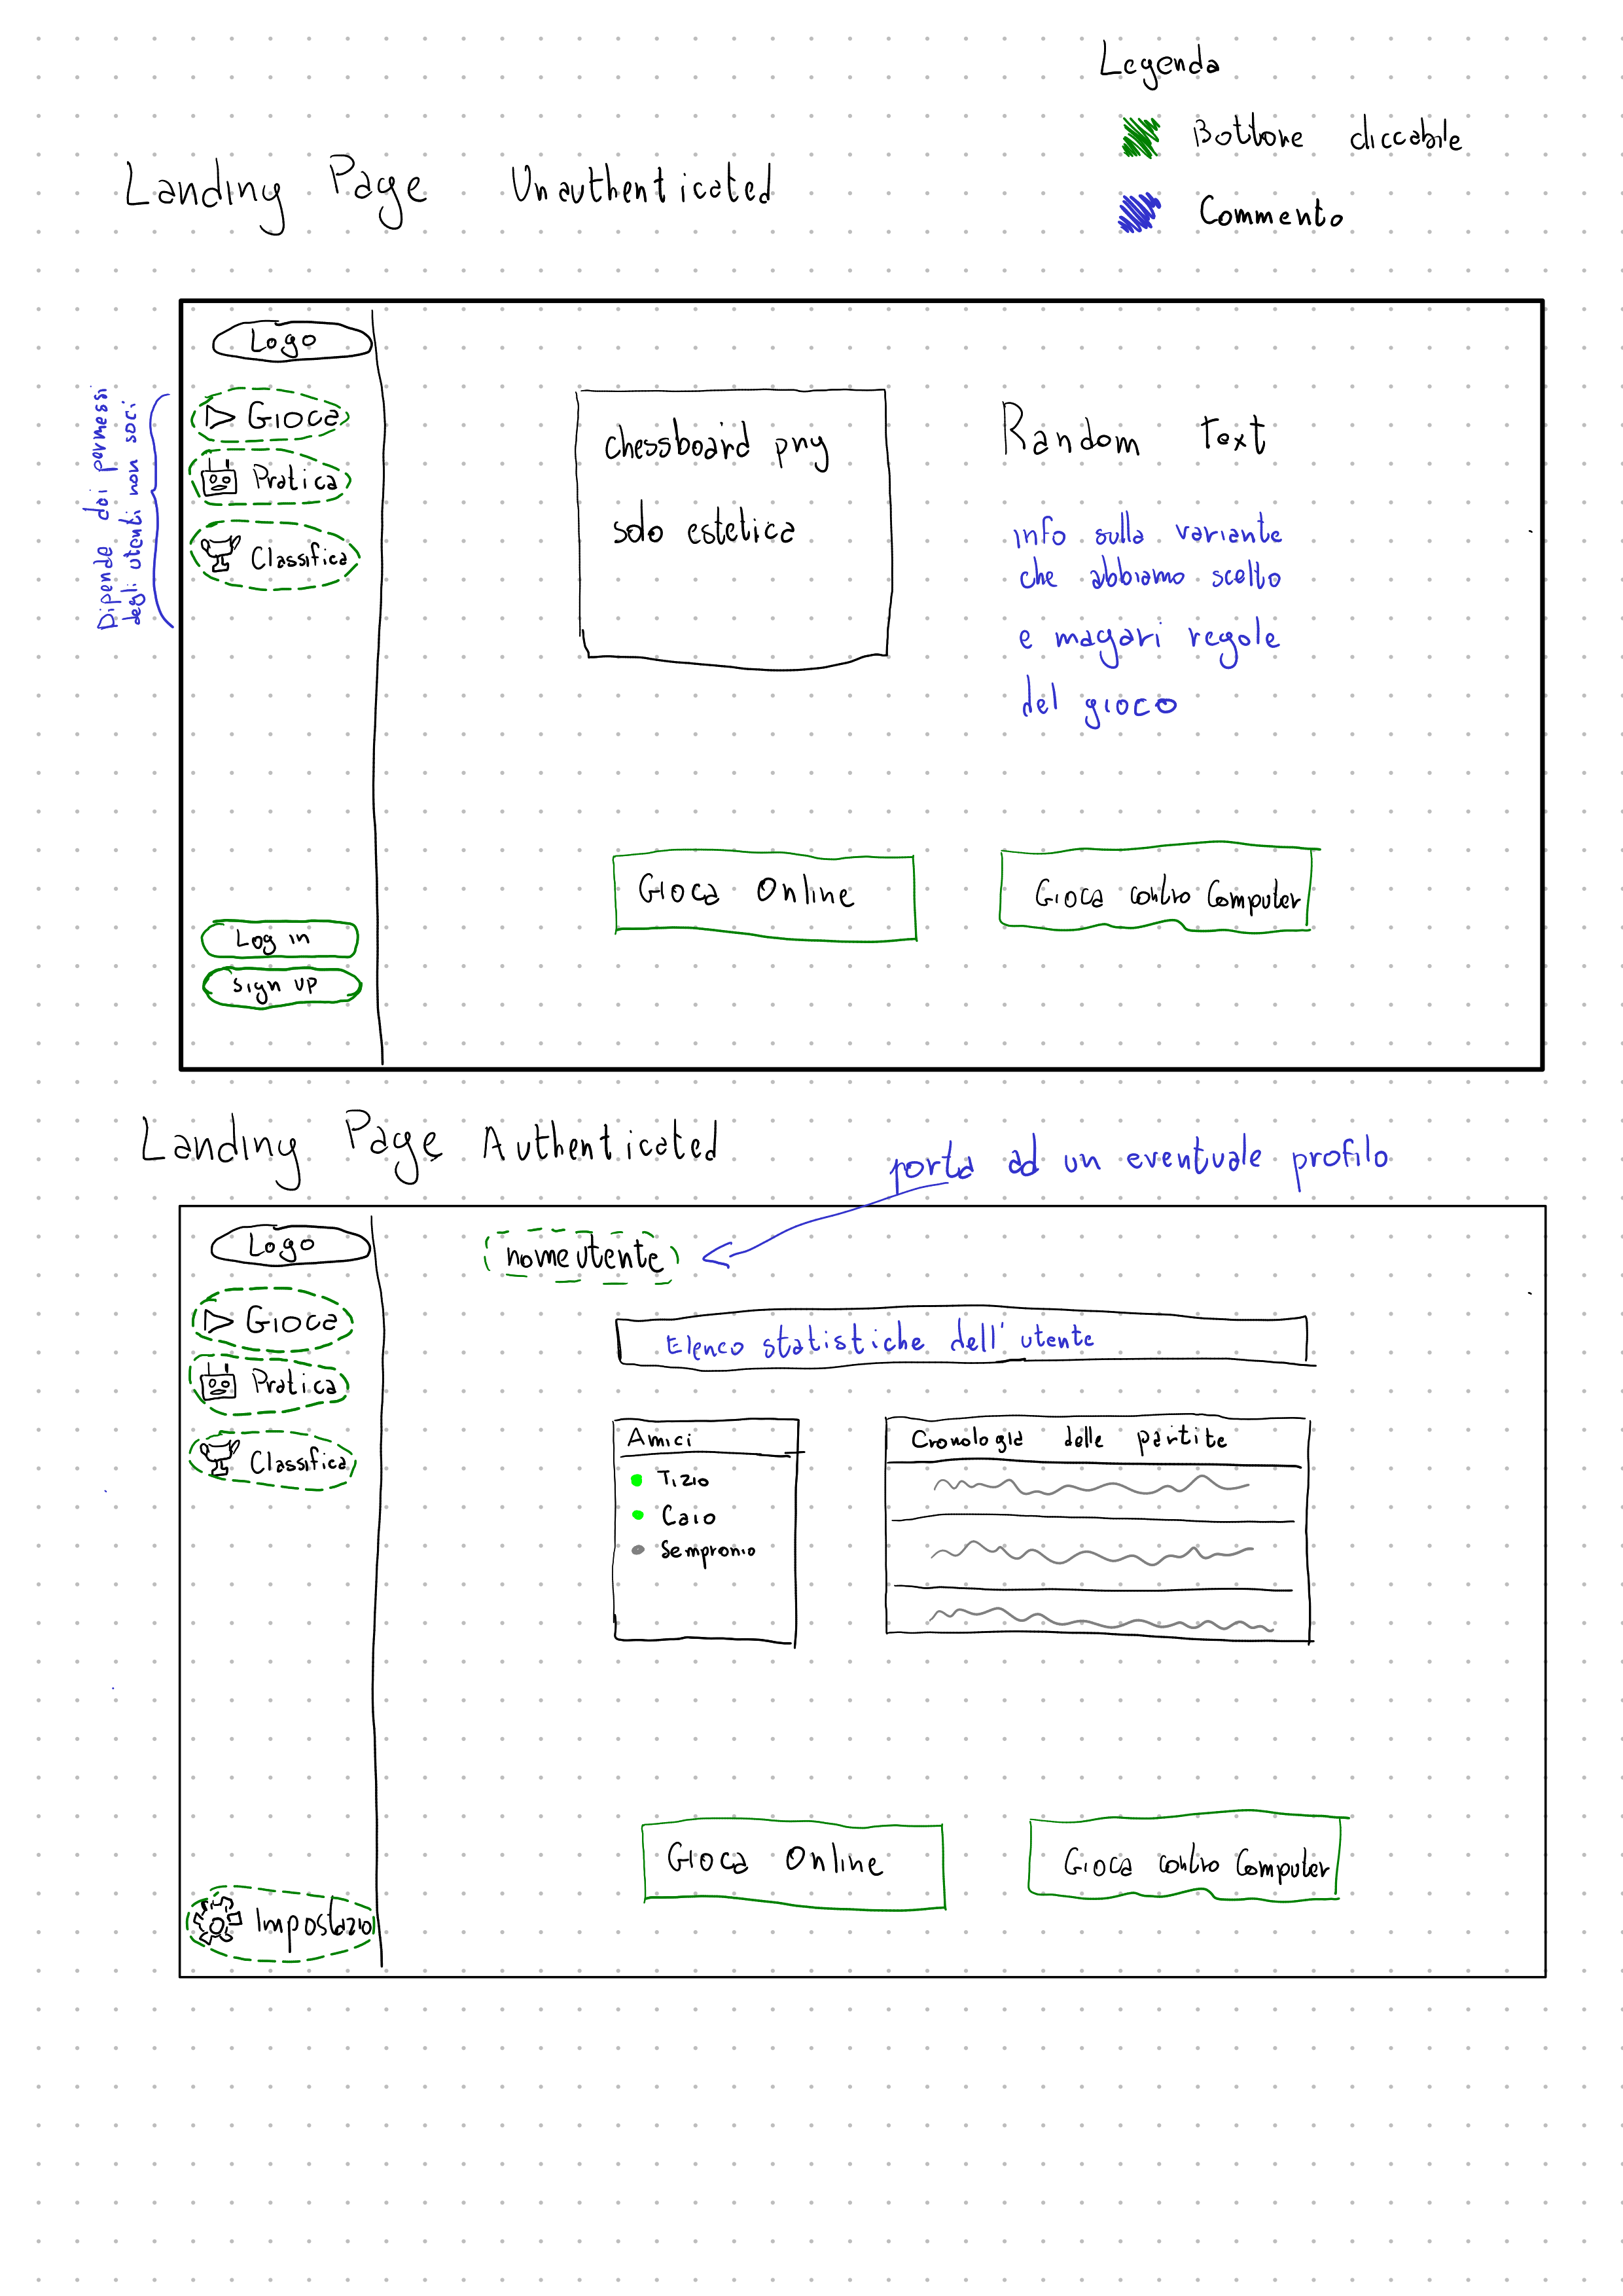 Legenda
Bottone cliccabile
Commento
Landing Page Unauthenticated
Logo
Gioca
Pratica
Classifica
Dipende dai permessi
degli utenti non soci
chessboard png
solo estetica
Random Text
info sulla variante
che abbiamo scelto
e magari regole
del gioco
Gioca Online
Gioca contro Computer
Log in
Sign up
Landing Page Authenticated
porta ad un eventuale profilo
Logo
nome utente
Gioca
Pratica
Classifica
Elenco statistiche dell'utente
Amici
Tizio
Caio
Sempronio
Cronologia delle partite
Gioca Online
Gioca contro Computer
Impostazio